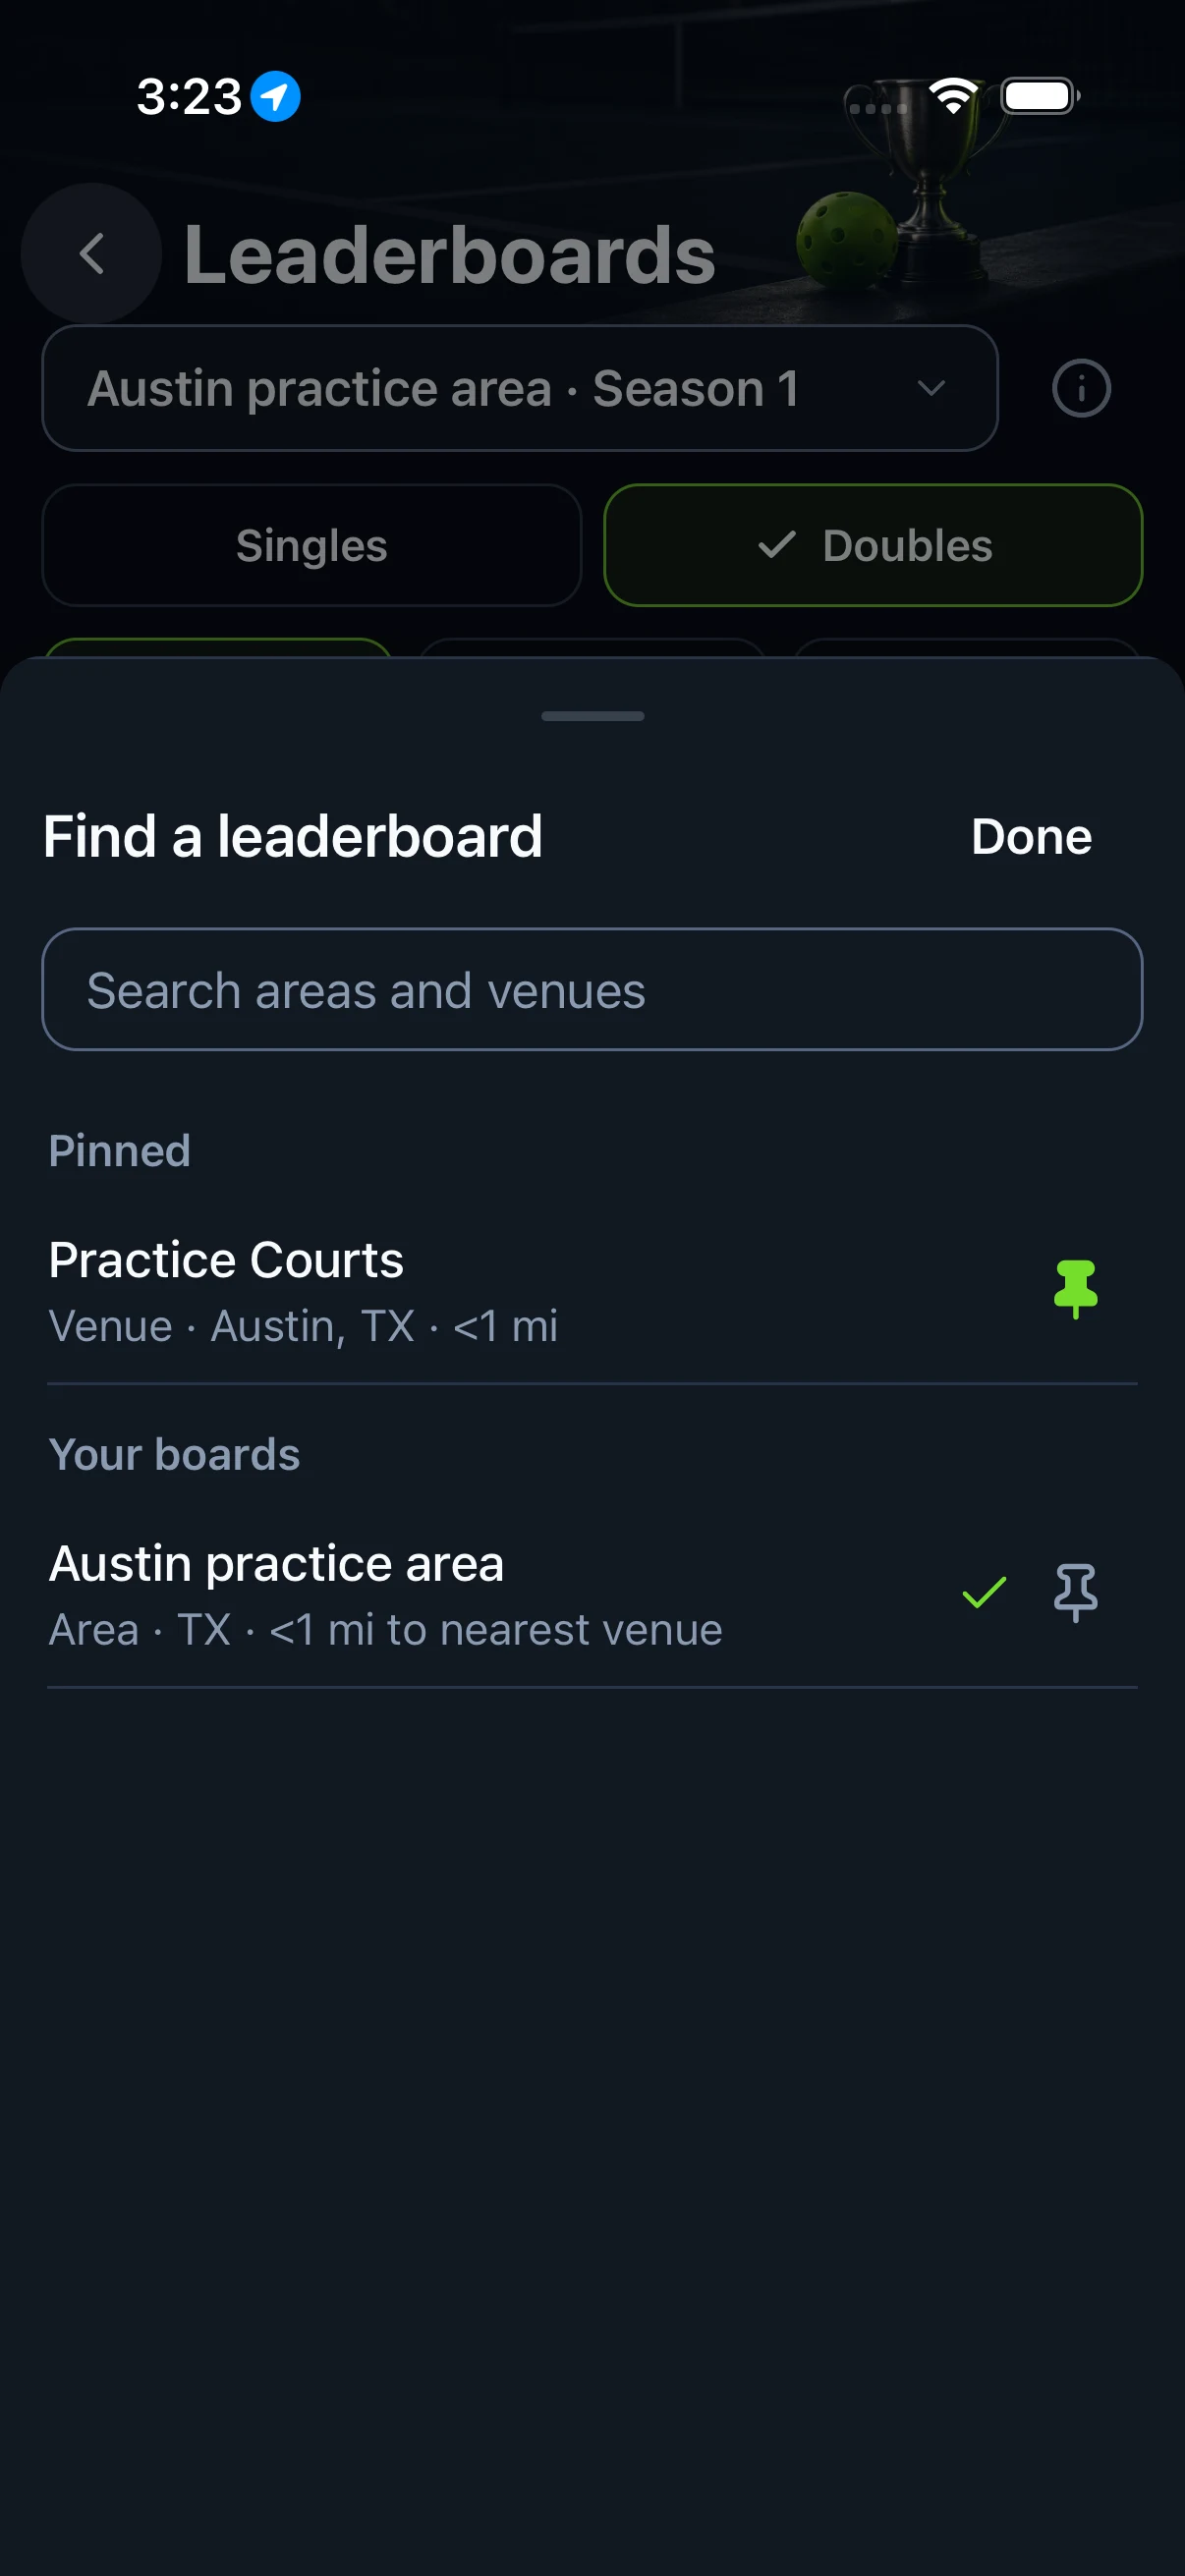 3:23
Leaderboards
Austin practice area · Season 1
Singles
Doubles
Find a leaderboard
Done
Search areas and venues
Pinned
Practice Courts
Venue · Austin, TX · <1 mi
Your boards
Austin practice area
Area · TX · <1 mi to nearest venue